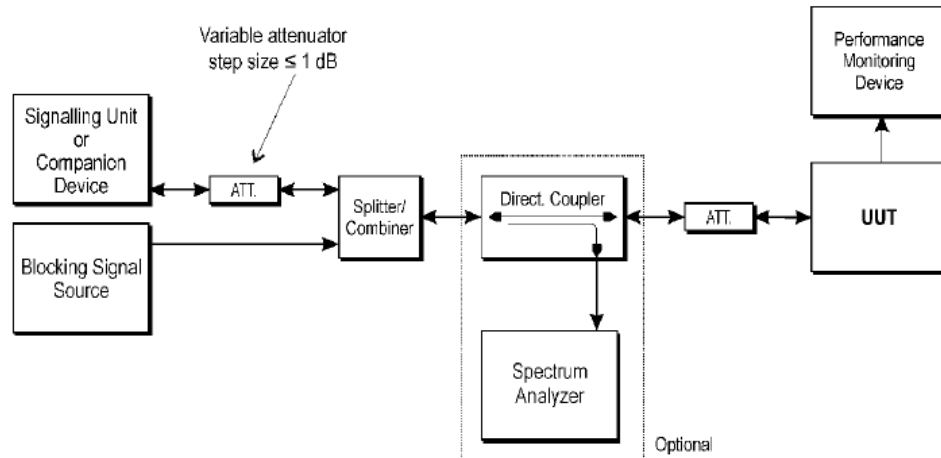 Variable attenuator
step size ≤ 1 dB
Performance
Monitoring
Device
Signalling Unit
or
Companion
Device
ATT.
Splitter/
Combiner
Direct. Coupler
ATT.
UUT
Blocking Signal
Source
Spectrum
Analyzer
Optional